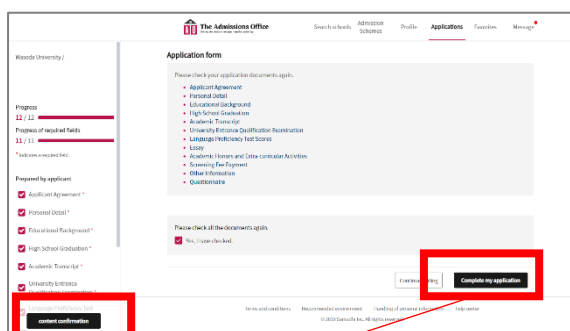 The Admissions Office
Search schools
Admission
Schemes
Profile
Applications
Favorites
Message
Waseda University /
Application form
Please check your application documents again.
Applicant Agreement
Personal Detail
Educational Background
High School Graduation
Academic Transcript
University Entrance Qualification Examination
Language Proficiency Test Scores
Essay
Academic Honors and Extra curricular Activities
Screening Fee Payment
Other Information
Questionnaire
Progress
12 / 12
Progress of required fields
11 / 11
* Indicates a required field.
Prepared by applicant
Applicant Agreement *
Personal Detail *
Educational Background *
High School Graduation *
Academic Transcript *
University Entrance
Qualification Examination *
Language Proficiency Test
content confirmation
Please check all the documents again.
Yes, I have checked.
Complete my application
Terms and conditions
Recommended environment
Handling of personal information
Help center